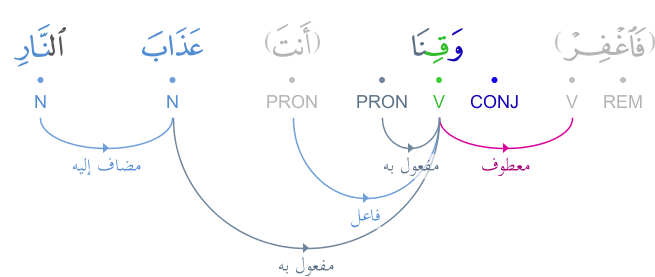 (فَٱغْفِرْ) وَقِنَا (أَنتَ) عَذَابَ ٱلنَّارِ
REM V CONJ V PRON PRON N N
معطوف مفعول به مضاف إليه
فاعل
مفعول به